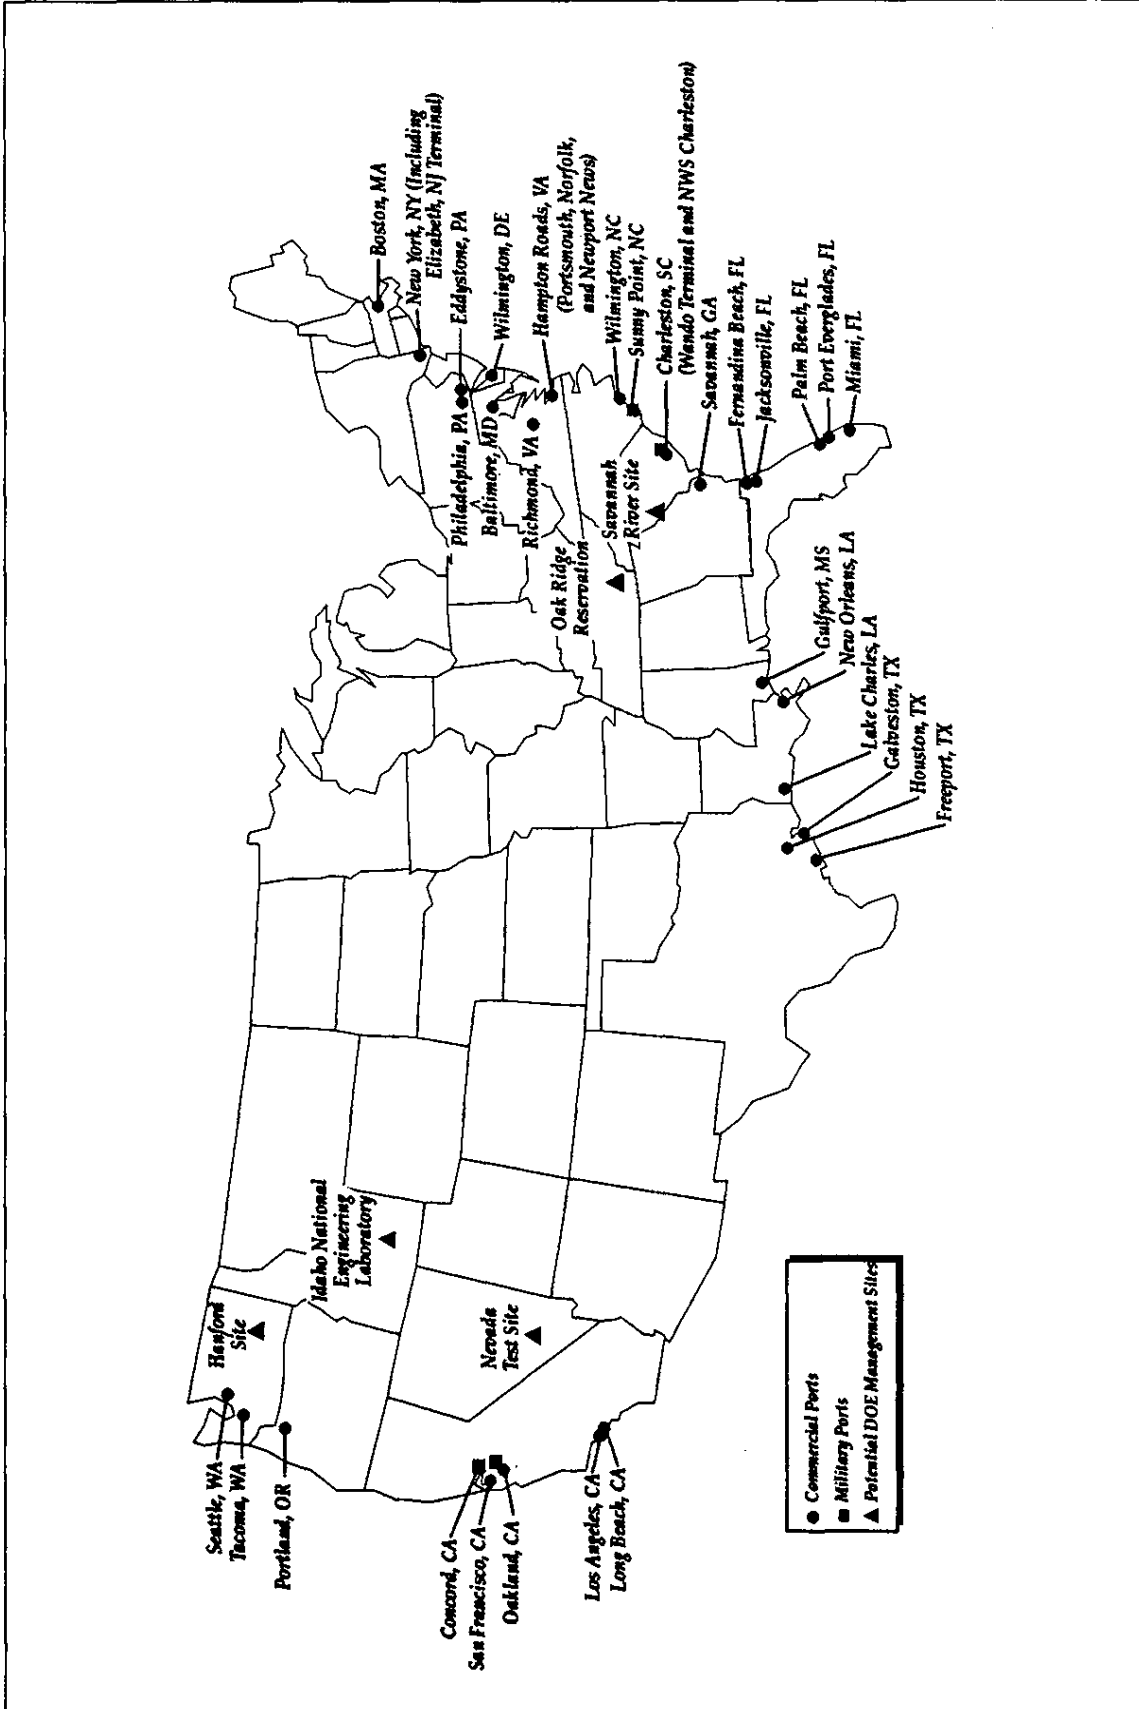 Seattle, WA
Tacoma, WA
Portland, OR
Concord, CA
San Francisco, CA
Oakland, CA
Los Angeles, CA
Long Beach, CA
Hanford
Site
Idaho National
Engineering
Laboratory
Nevada
Test Site
Boston, MA
New York, NY (Including
Elizabeth, NJ Terminal)
Eddystone, PA
Philadelphia, PA
Wilmington, DE
Baltimore, MD
Hampton Roads, VA
(Portsmouth, Norfolk,
and Newport News)
Richmond, VA
Oak Ridge
Reservation
Savannah
River Site
Wilmington, NC
Sunny Point, NC
Charleston, SC
(Wando Terminal and NWS Charleston)
Savannah, GA
Fernandina Beach, FL
Jacksonville, FL
Palm Beach, FL
Port Everglades, FL
Miami, FL
Gulfport, MS
New Orleans, LA
Lake Charles, LA
Galveston, TX
Houston, TX
Freeport, TX
Commercial Ports
Military Ports
Potential DOE Management Sites